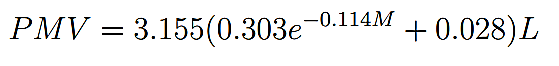 PMV = 3.155(0.303e^{-0.114M} + 0.028)L